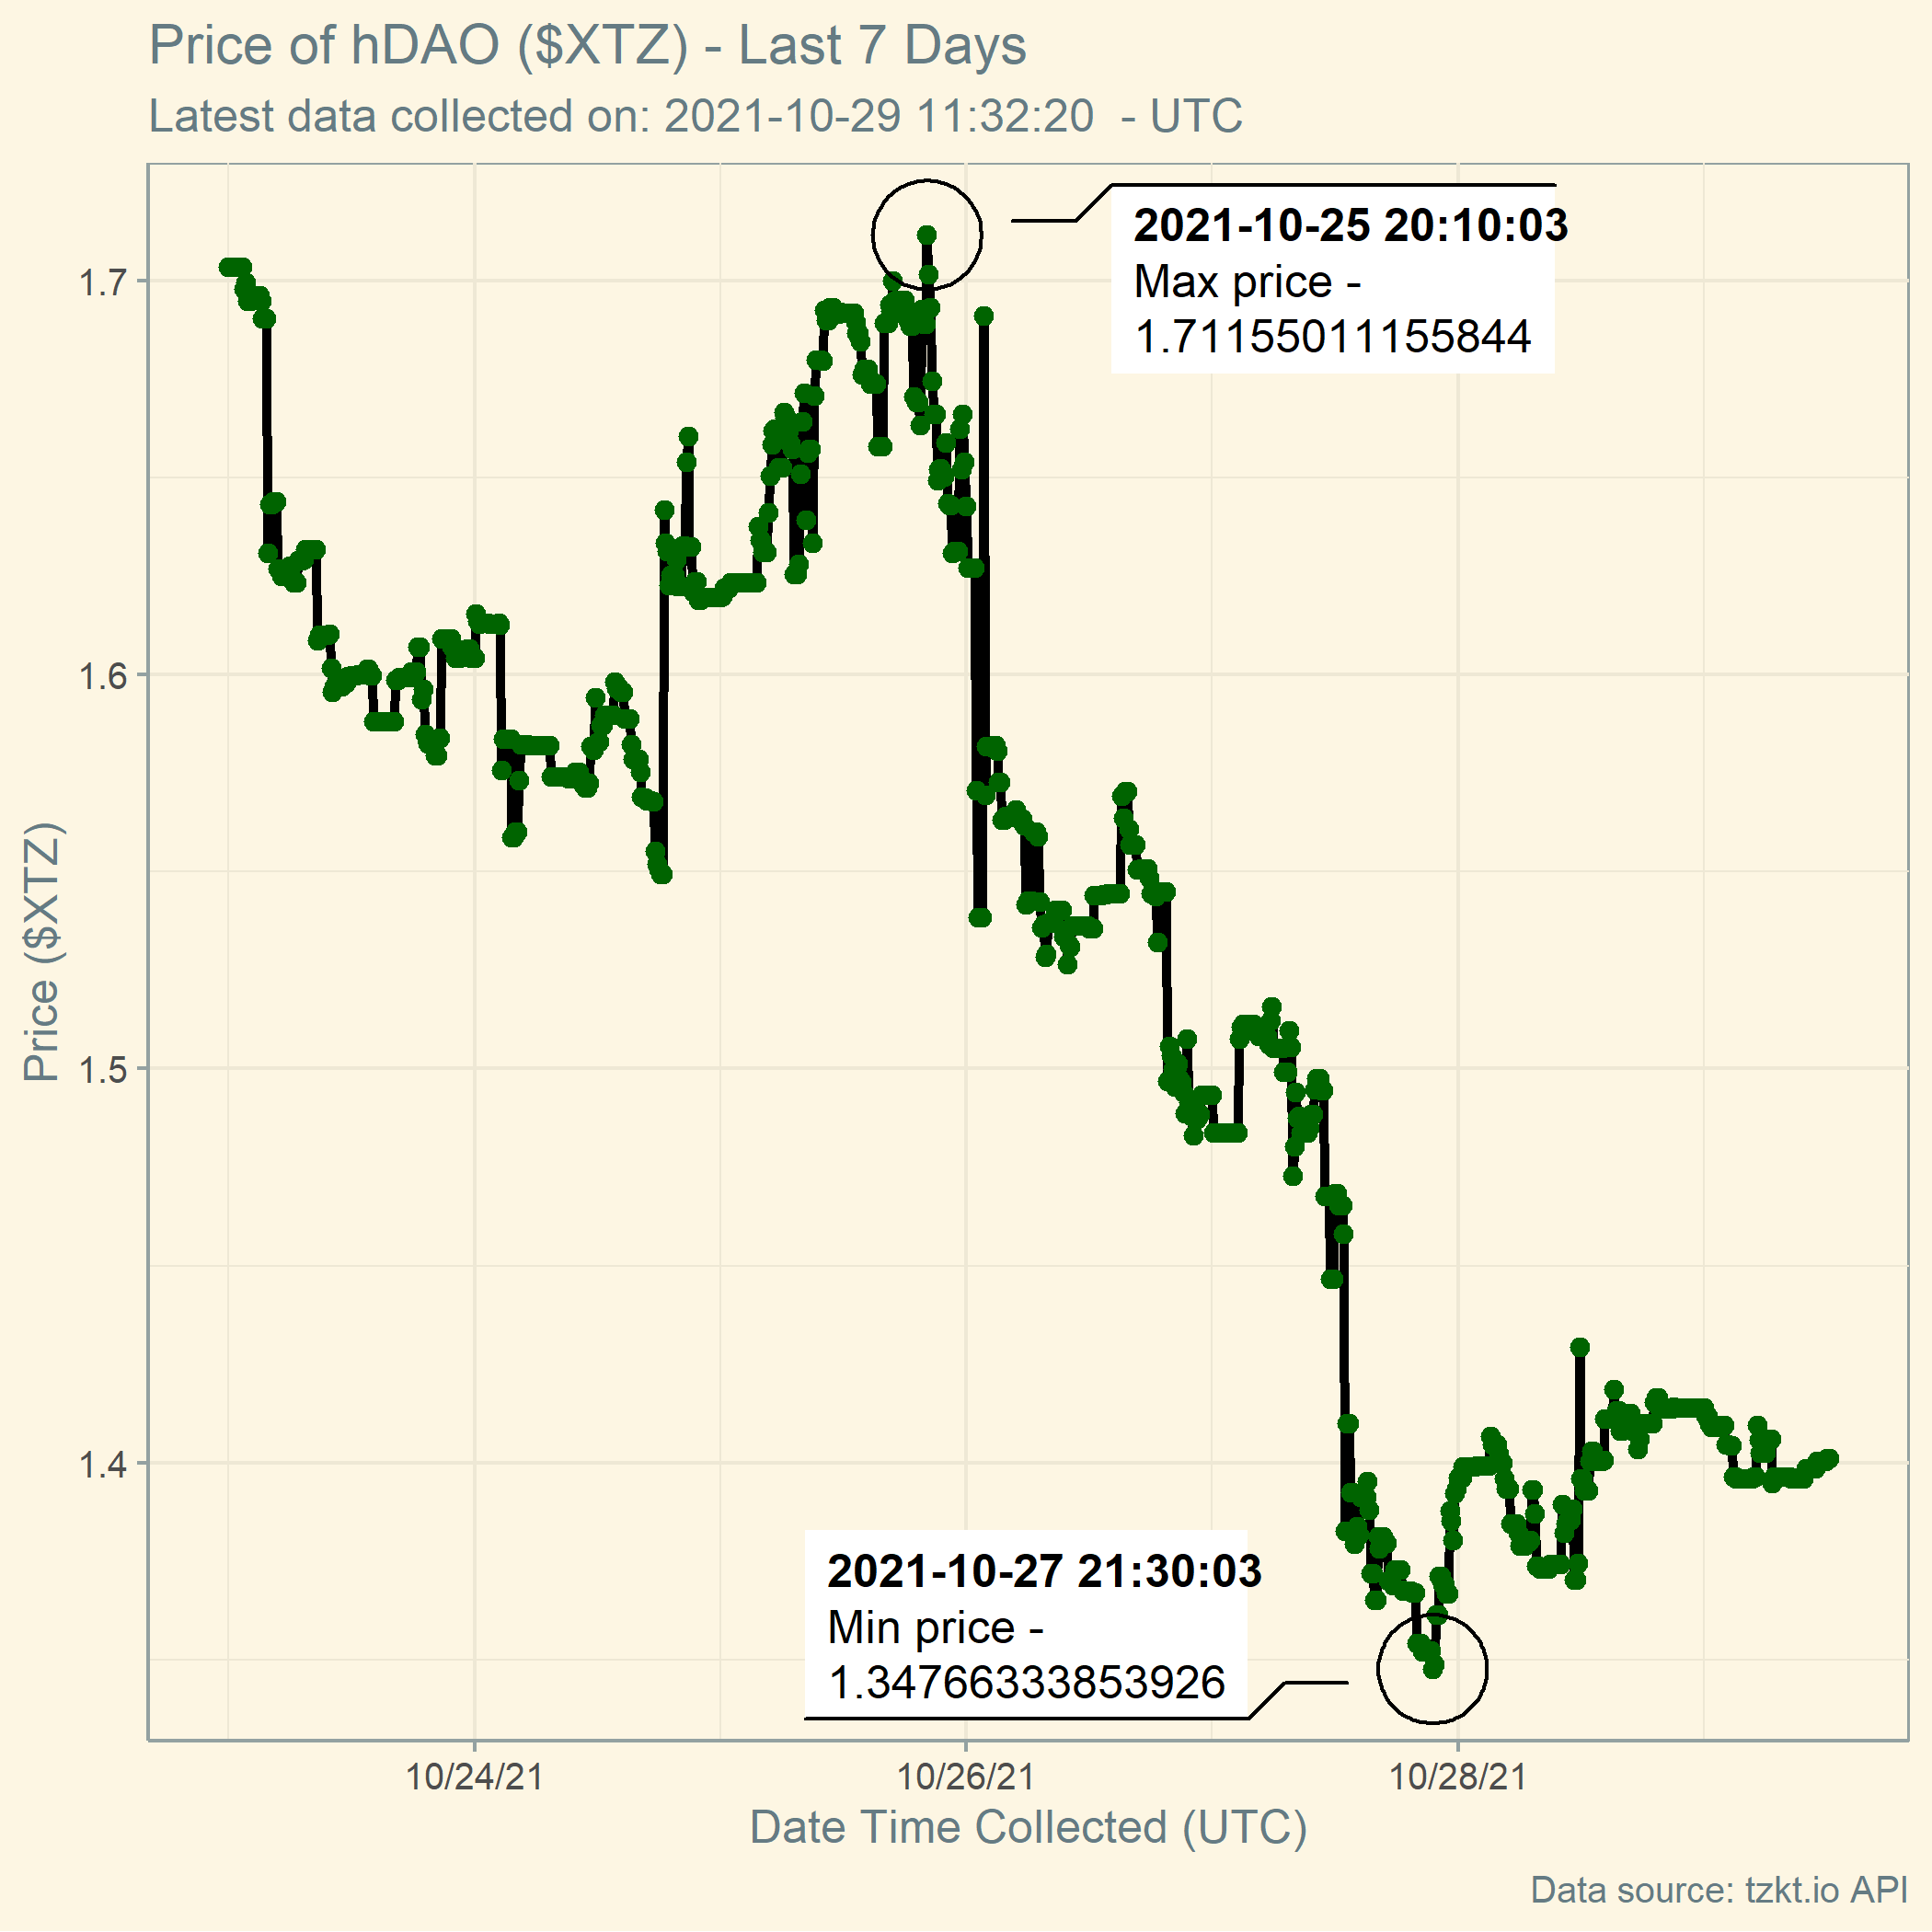 Price of hDAO ($XTZ) - Last 7 Days
Latest data collected on: 2021-10-29 11:32:20  - UTC
2021-10-25 20:10:03
Max price -
1.71155011155844
1.7
1.6
1.5
1.4
Price ($XTZ)
2021-10-27 21:30:03
Min price -
1.34766333853926
10/24/21
10/26/21
10/28/21
Date Time Collected (UTC)
Data source: tzkt.io API